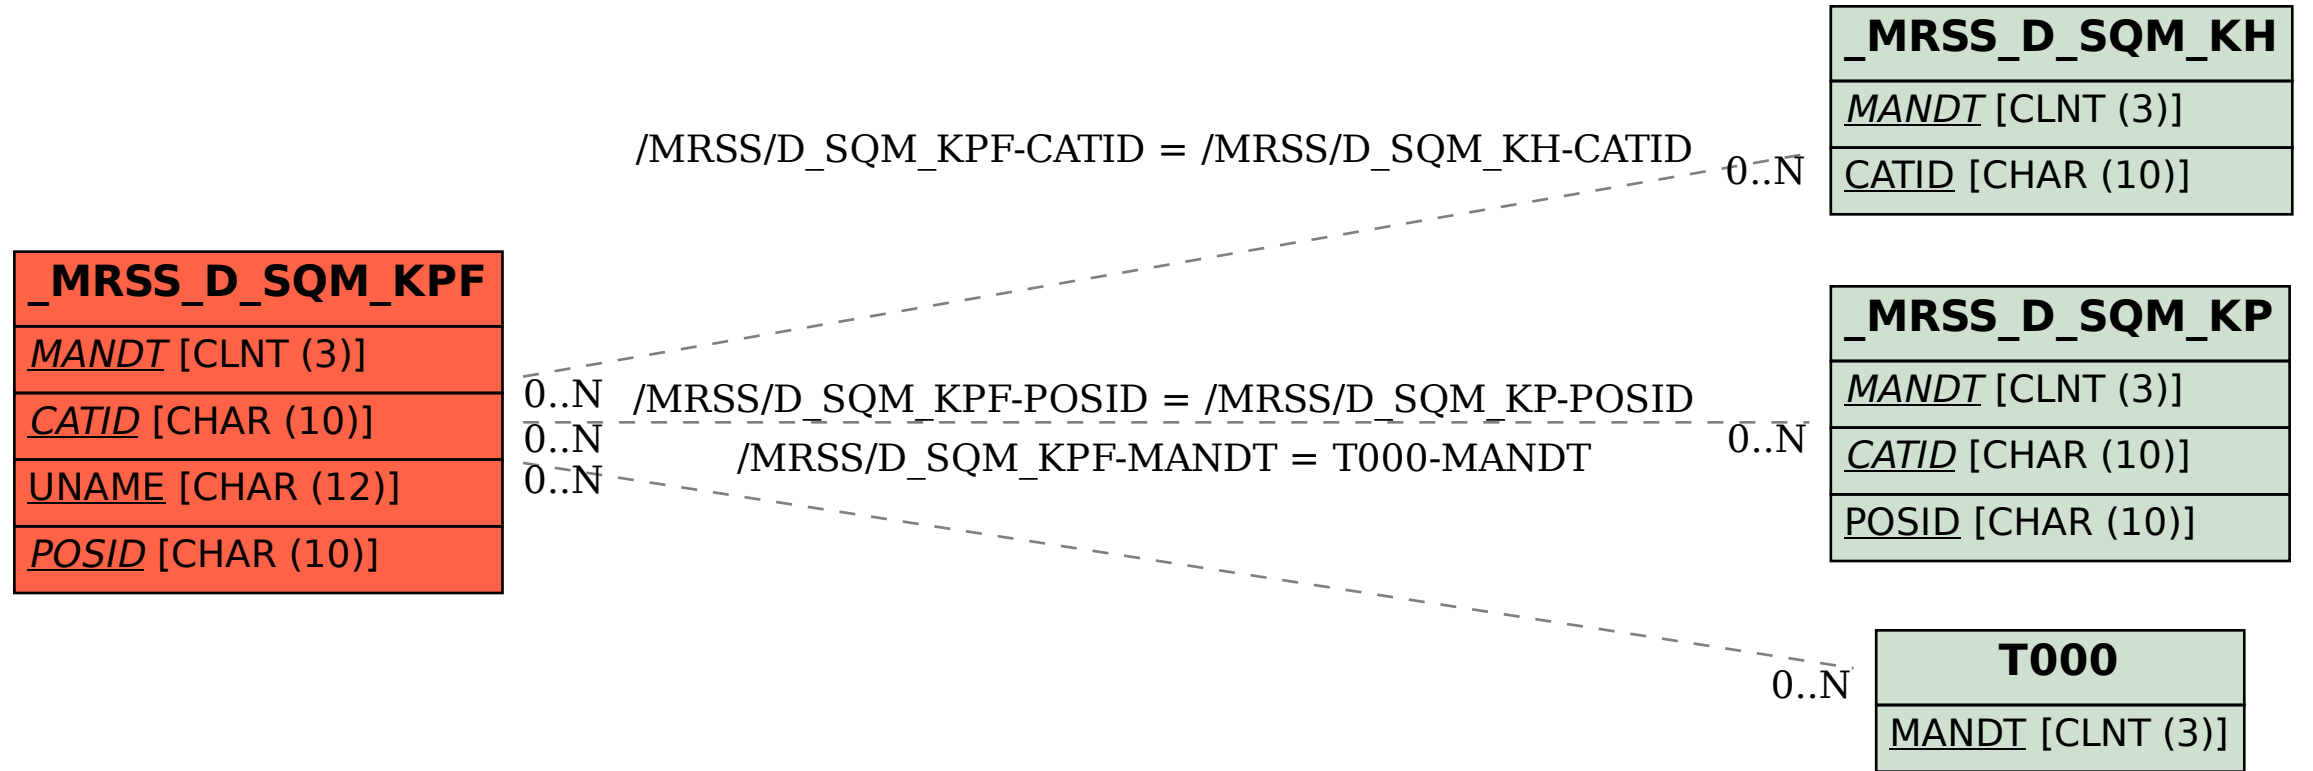 _MRSS_D_SQM_KPF
MANDT [CLNT (3)]
CATID [CHAR (10)]
UNAME [CHAR (12)]
POSID [CHAR (10)]
/MRSS/D_SQM_KPF-CATID = /MRSS/D_SQM_KH-CATID
0..N
0..N
/MRSS/D_SQM_KPF-POSID = /MRSS/D_SQM_KP-POSID
0..N
0..N
/MRSS/D_SQM_KPF-MANDT = T000-MANDT
0..N
0..N
_MRSS_D_SQM_KH
MANDT [CLNT (3)]
CATID [CHAR (10)]
_MRSS_D_SQM_KP
MANDT [CLNT (3)]
CATID [CHAR (10)]
POSID [CHAR (10)]
T000
MANDT [CLNT (3)]